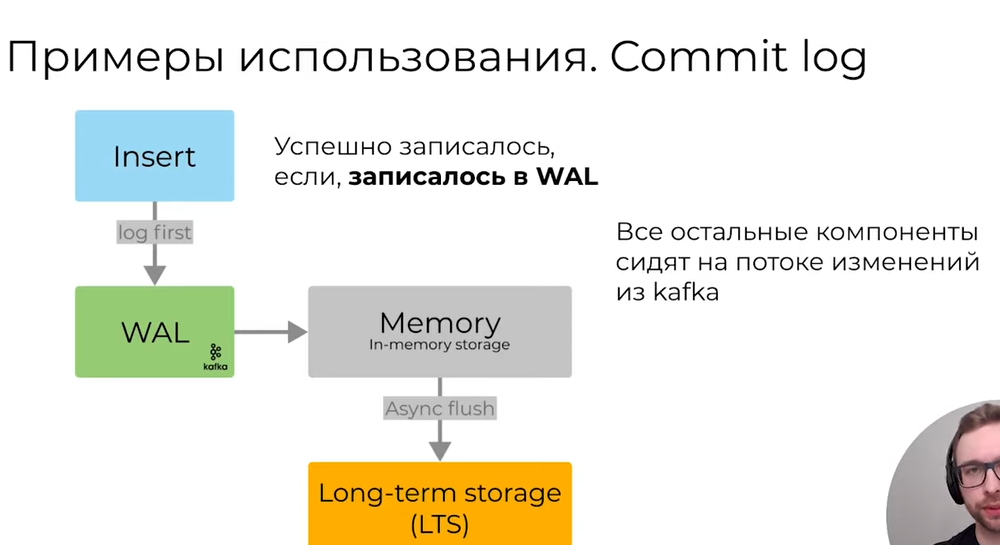 Примеры использования. Commit log
Insert
Успешно записалось,
если, записалось в WAL
log first
Все остальные компоненты
сидят на потоке изменений
из kafka
WAL
kafka
Memory
In-memory storage
Async flush
Long-term storage
(LTS)